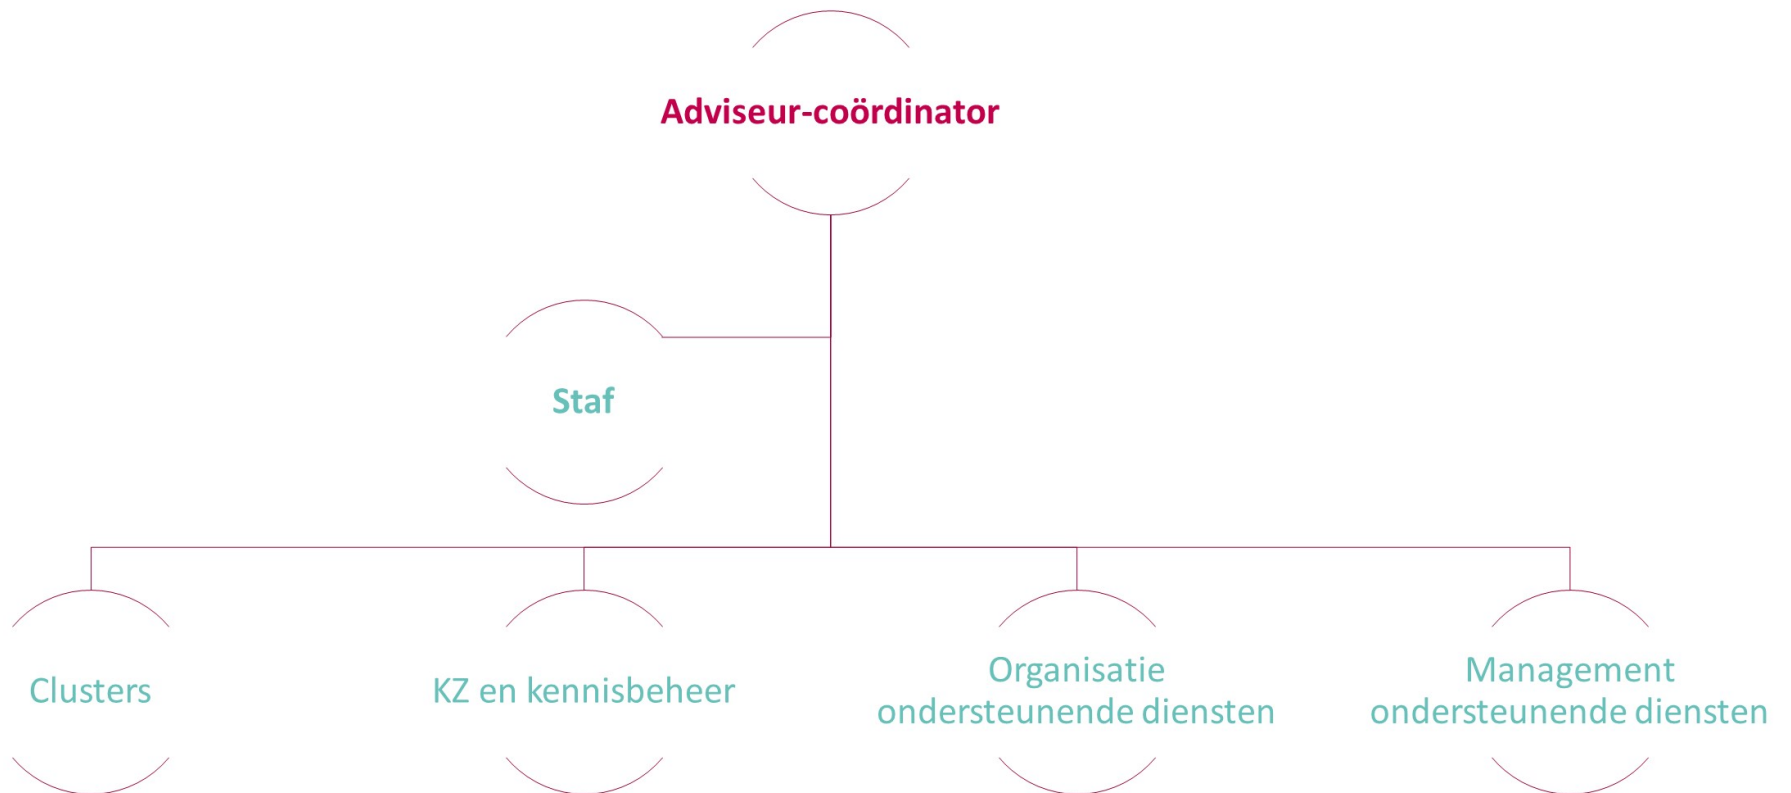 Adviseur-coördinator
Staf
Clusters
KZ en kennisbeheer
Organisatie
ondersteunende diensten
Management
ondersteunende diensten